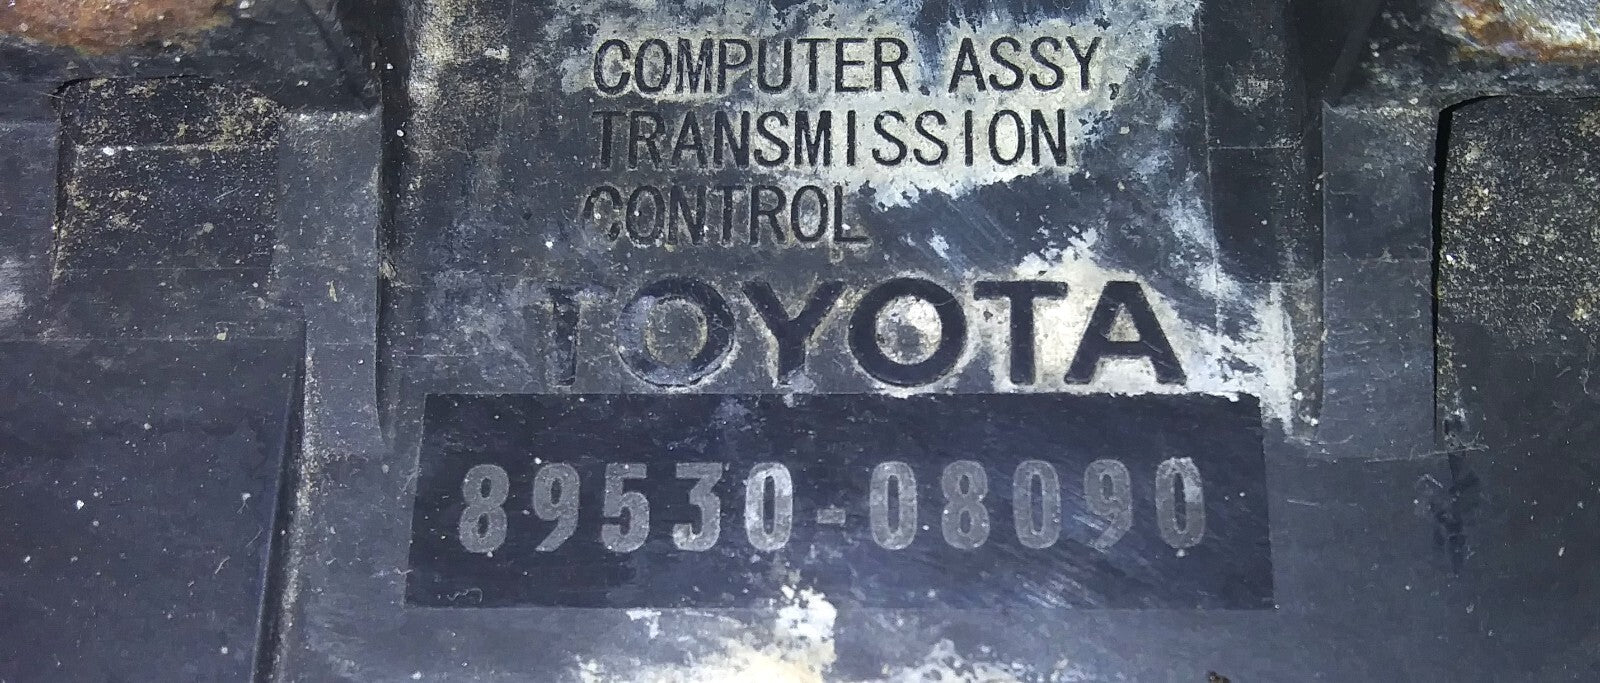 COMPUTER ASSY,
TRANSMISSION
CONTROL
TOYOTA
89530-08090